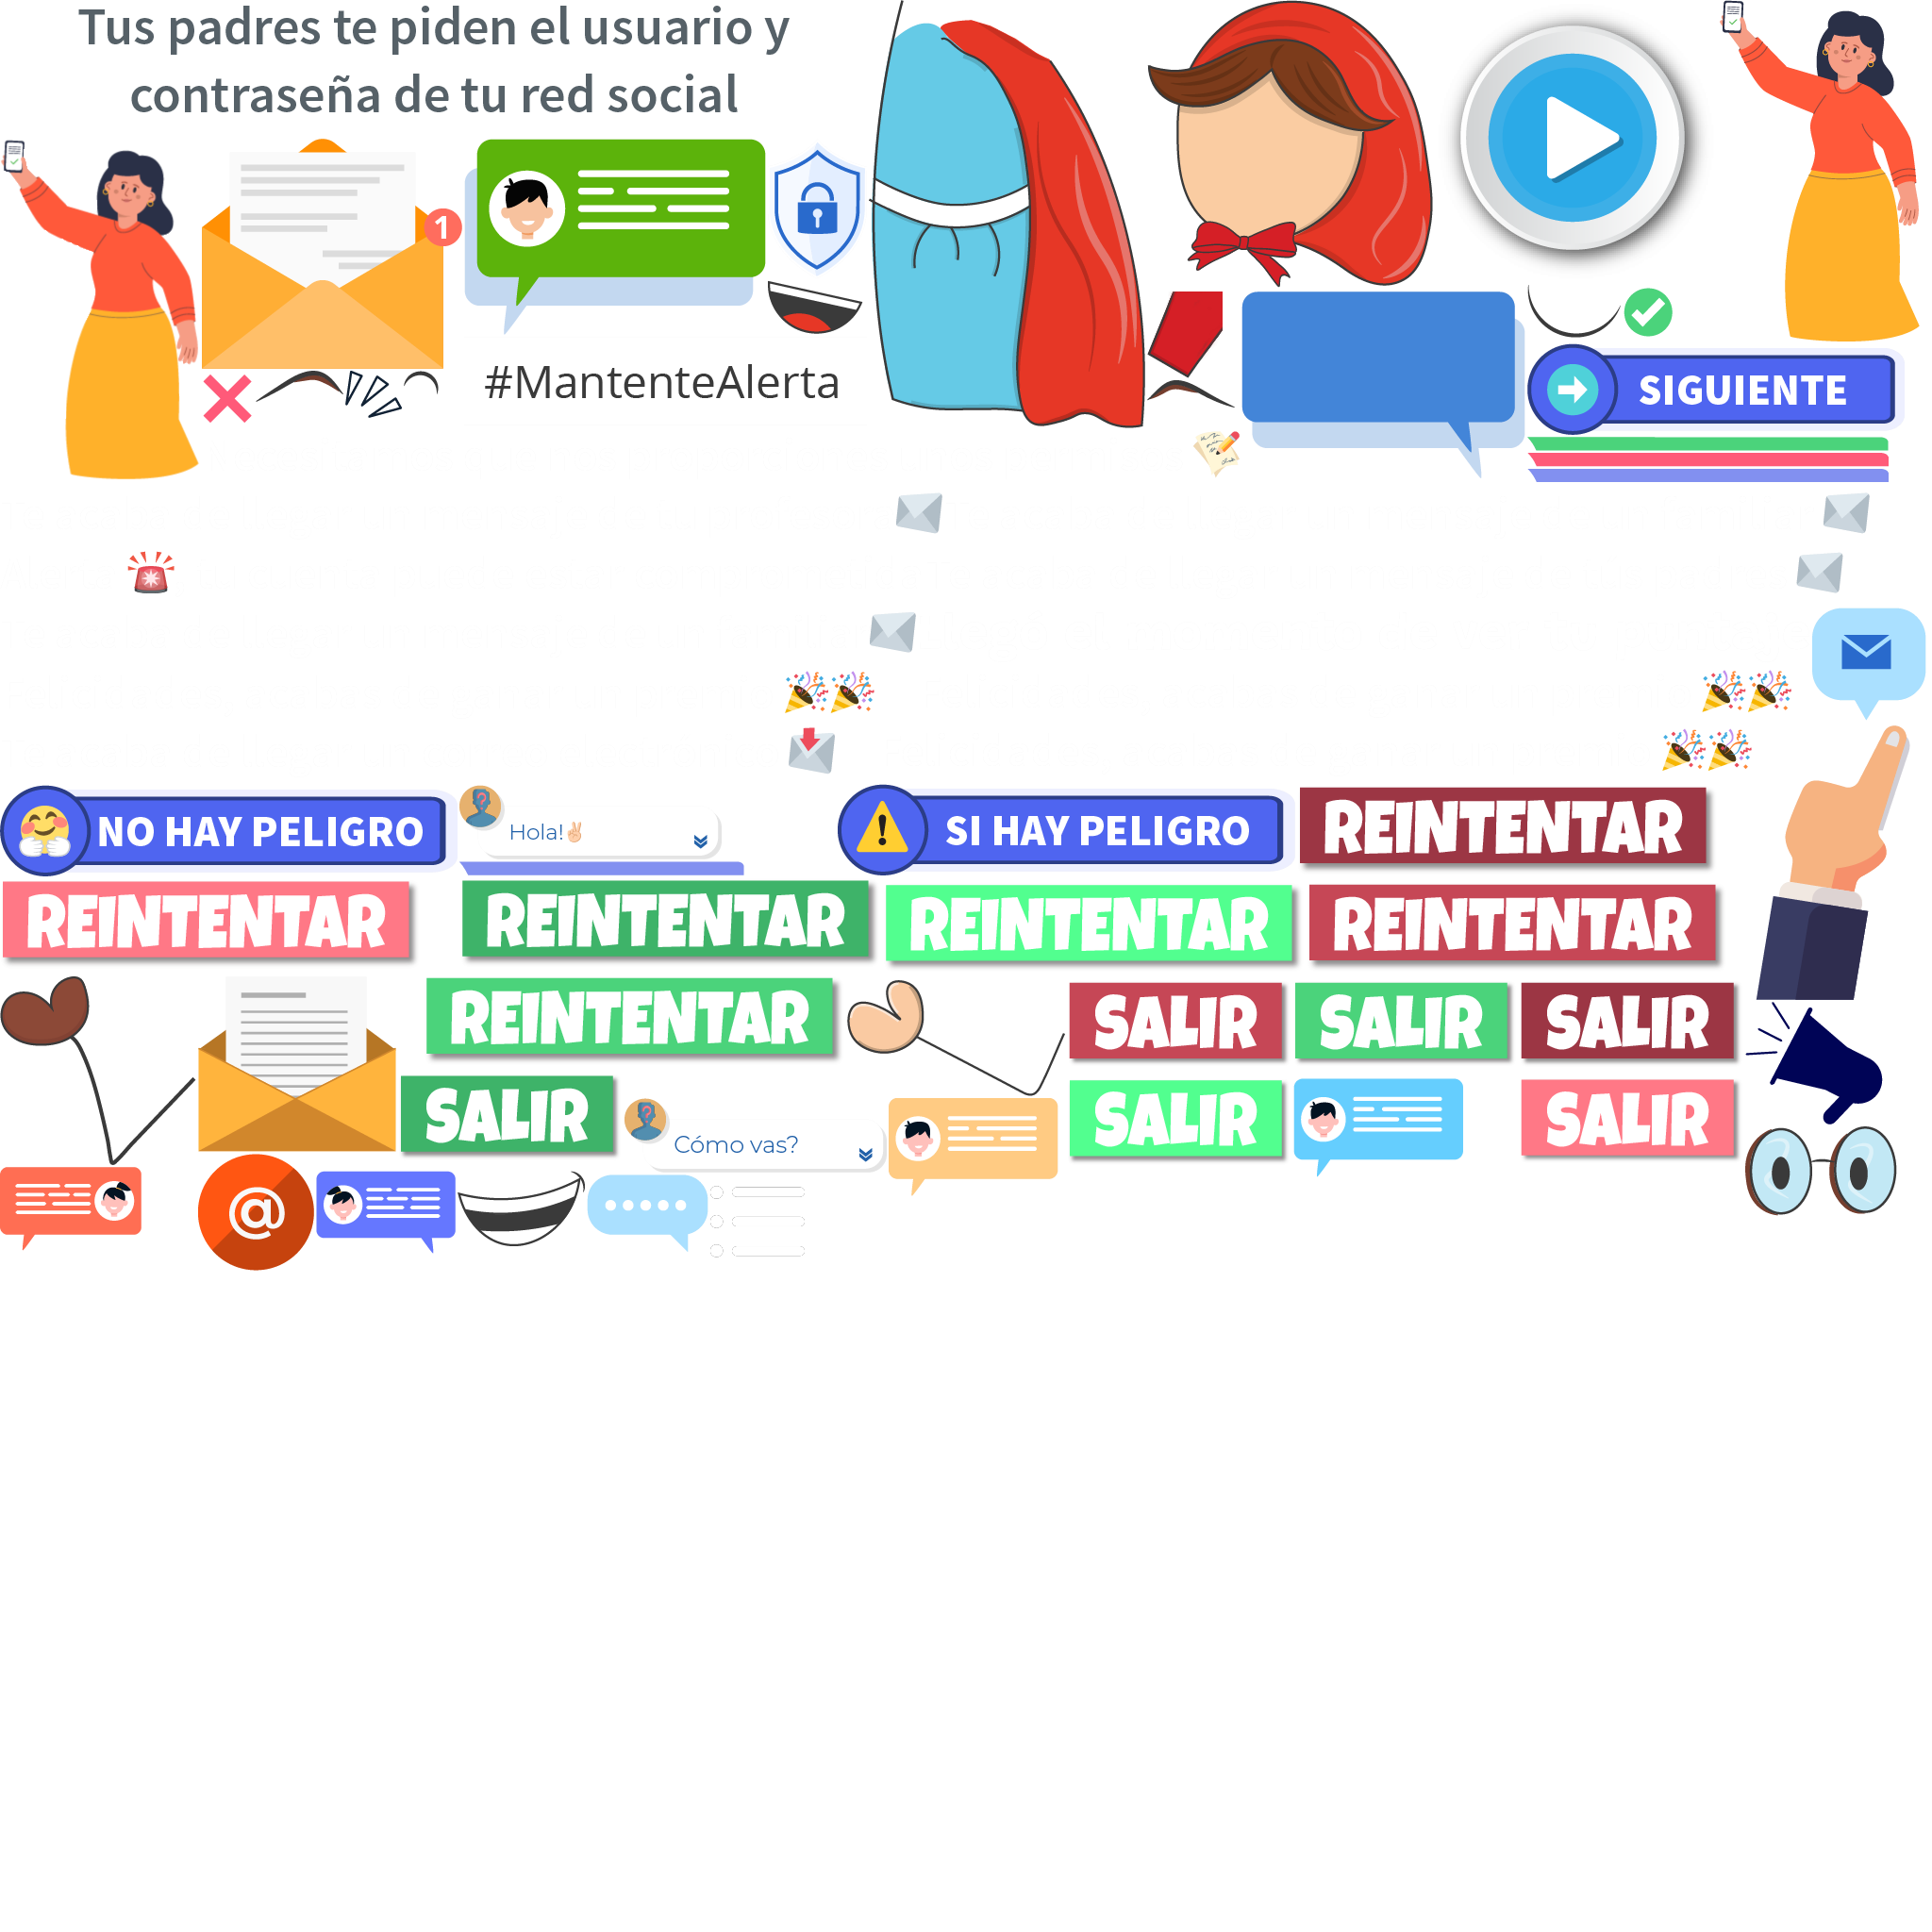 Tus padres te piden el usuario y
contraseña de tu red social
1
#MantenteAlerta
SIGUIENTE
NO HAY PELIGRO
Hola!✌🏻
SI HAY PELIGRO
REINTENTAR
REINTENTAR
REINTENTAR
REINTENTAR
REINTENTAR
REINTENTAR
SALIR
SALIR
SALIR
SALIR
Cómo vas?
SALIR
SALIR
@